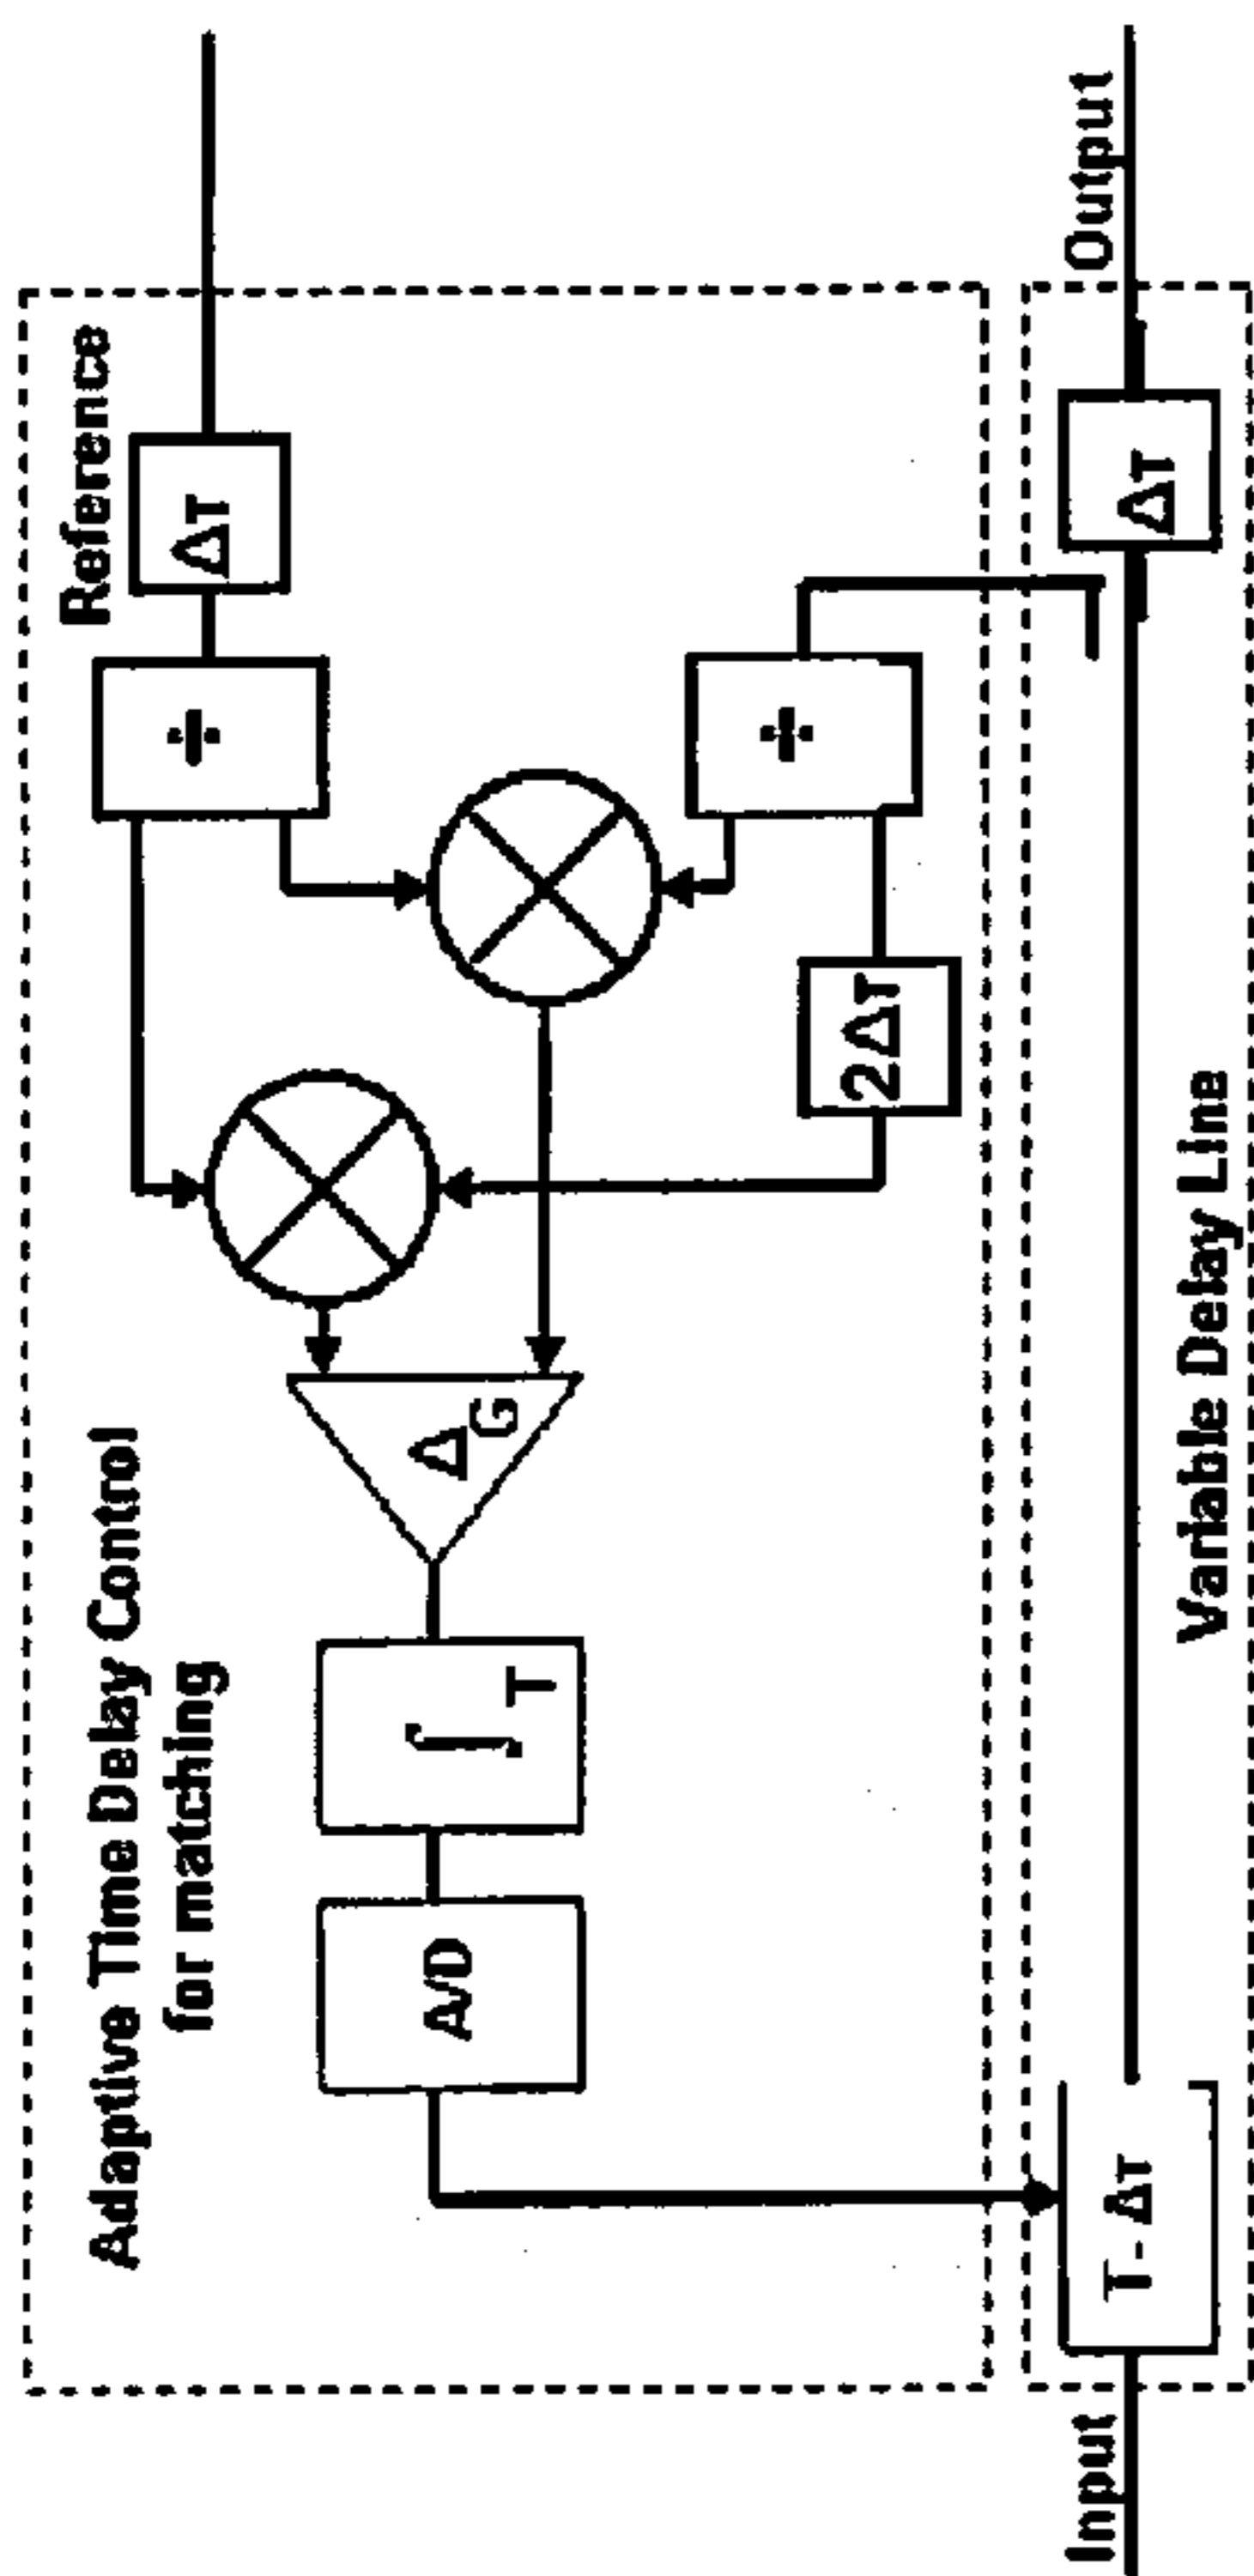 Adaptive Time Delay Control
for matching
Reference
ΔT
÷
÷
2ΔT
ΔG
∫T
A/D
Input
T - ΔT
Variable Delay Line
ΔT
Output